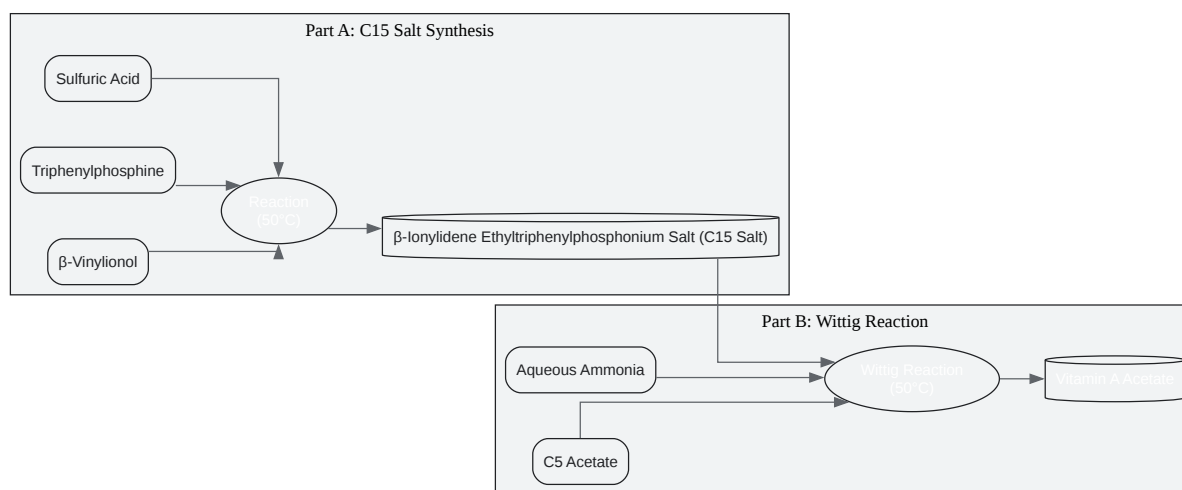 Part A: C15 Salt Synthesis
Sulfuric Acid
Triphenylphosphine
Reaction
(50°C)
β-Vinylionol
β-Ionylidene Ethyltriphenylphosphonium Salt (C15 Salt)
Part B: Wittig Reaction
Aqueous Ammonia
Wittig Reaction
(50°C)
Vitamin A Acetate
C5 Acetate